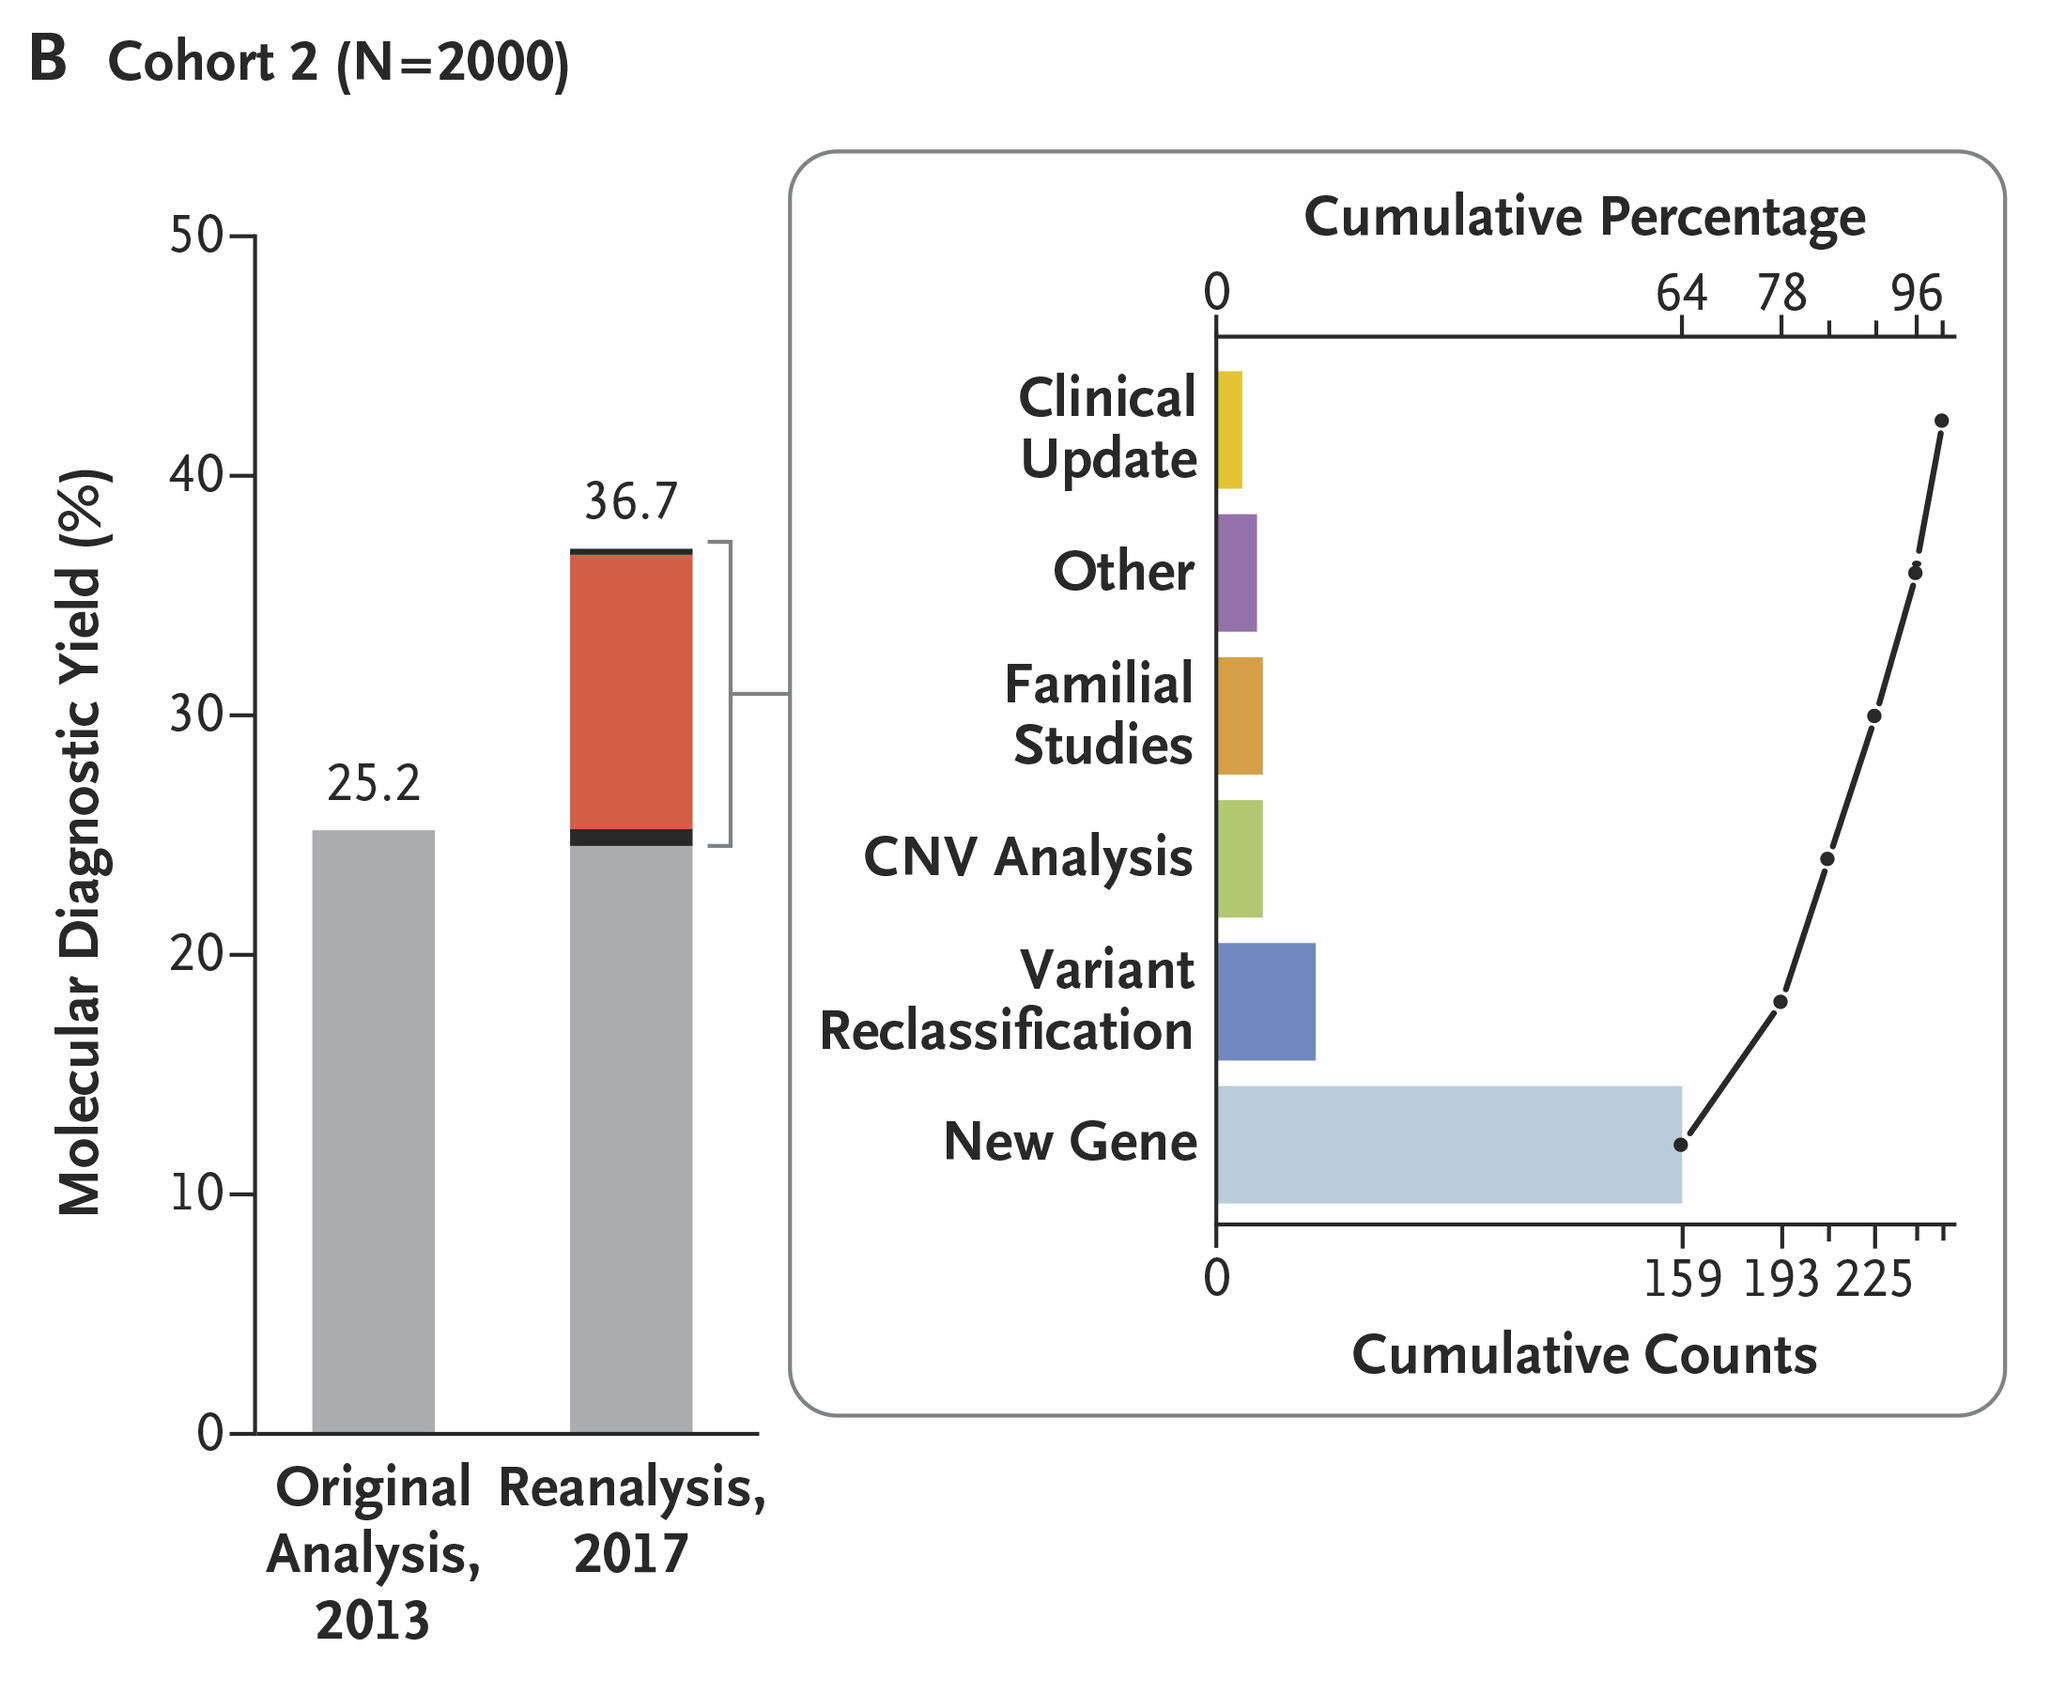 B Cohort 2 (N=2000)
Molecular Diagnostic Yield (%)
50
40
30
20
10
0
25.2
36.7
Original
Analysis,
2013
Reanalysis,
2017
Cumulative Percentage
0 64 78 96
Clinical
Update
Other
Familial
Studies
CNV Analysis
Variant
Reclassification
New Gene
0 159 193 225
Cumulative Counts